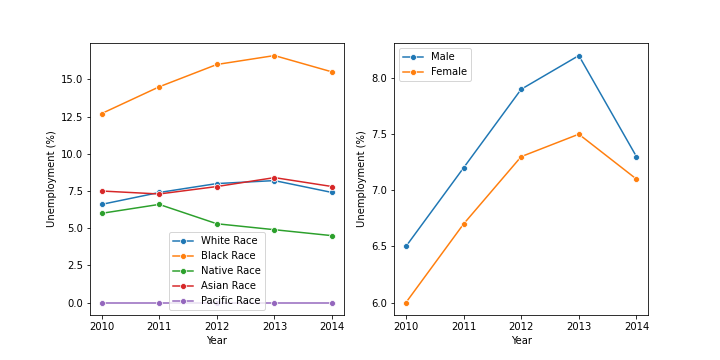 15.0
12.5
10.0
7.5
5.0
2.5
0.0
Unemployment (%)
White Race
Black Race
Native Race
Asian Race
Pacific Race
2010 2011 2012 2013 2014
Year
Male
Female
8.0
7.5
7.0
6.5
6.0
Unemployment (%)
2010 2011 2012 2013 2014
Year